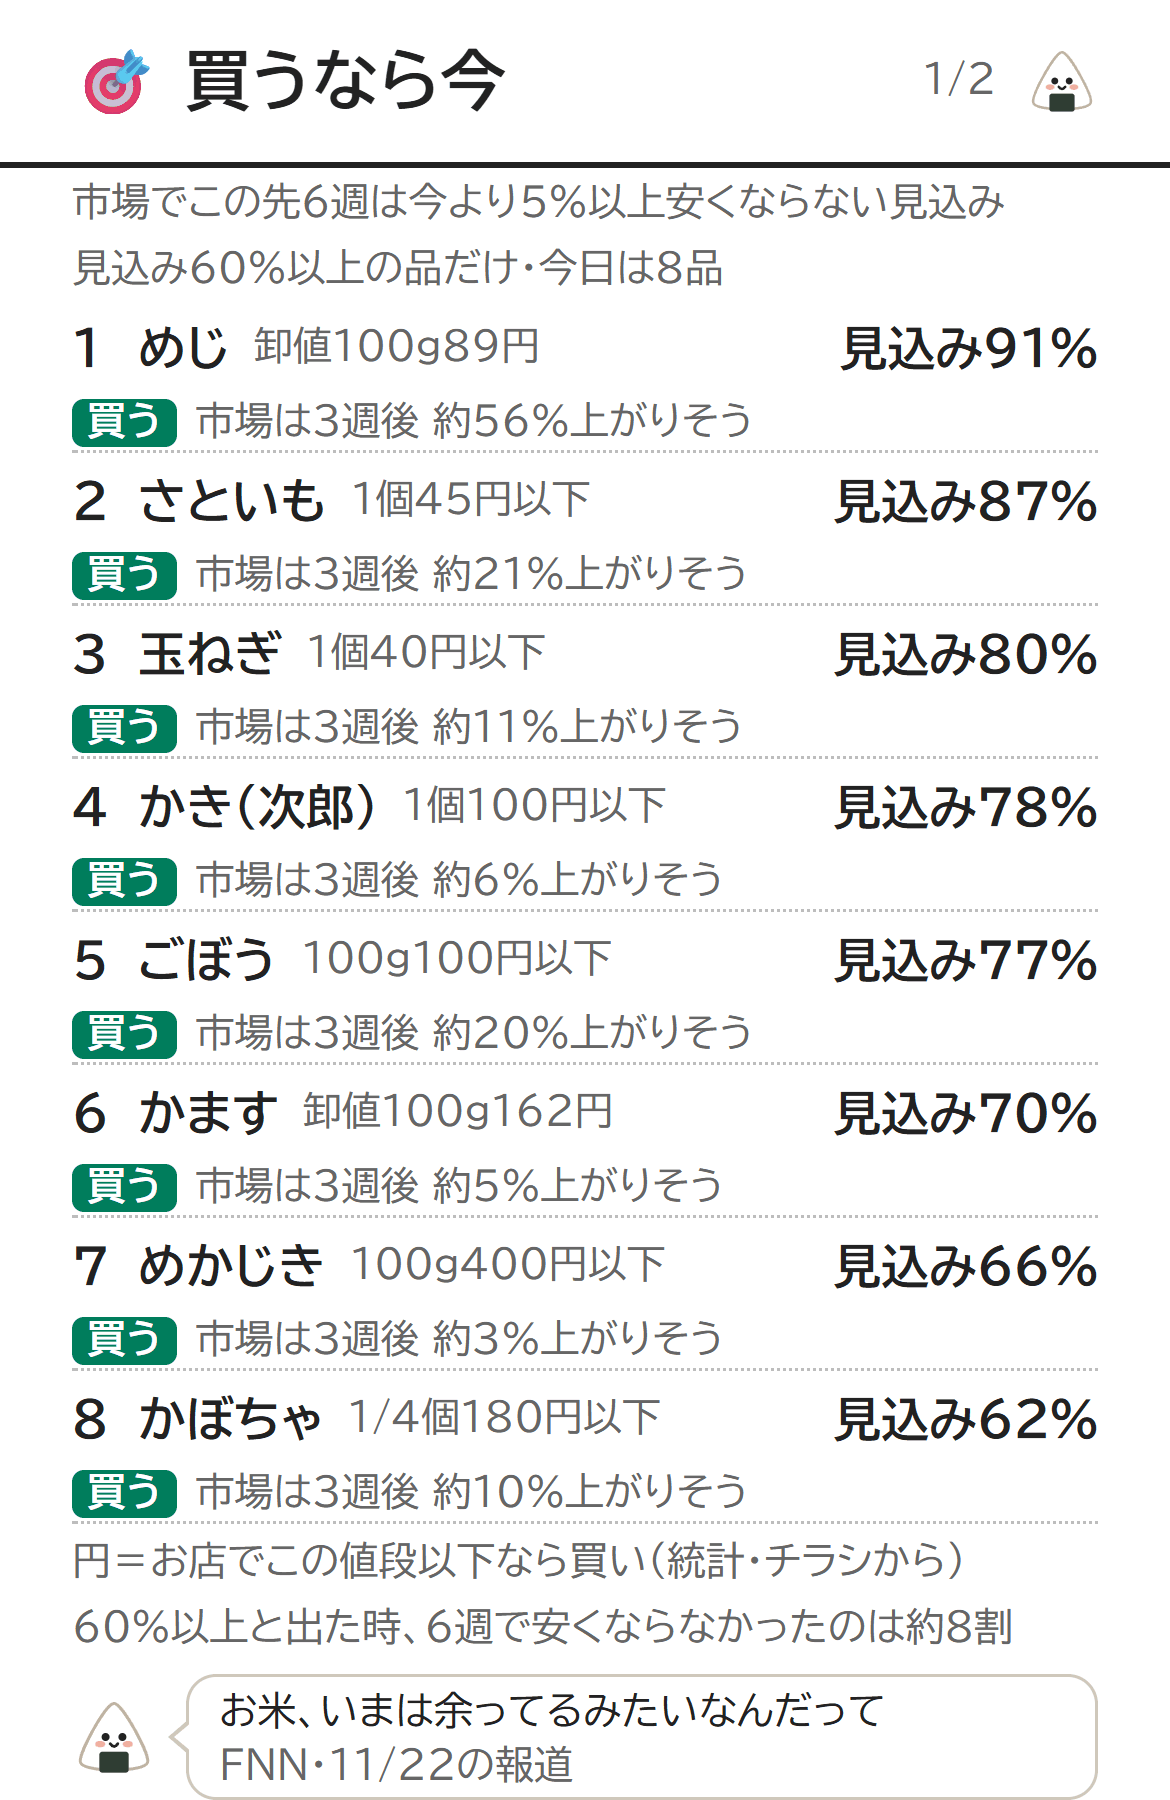 買うなら今
1/2
市場でこの先6週は今より5%以上安くならない見込み
見込み60%以上の品だけ・今日は8品
1 めじ 卸値100g89円 見込み91%
買う 市場は3週後 約56%上がりそう
2 さといも 1個45円以下 見込み87%
買う 市場は3週後 約21%上がりそう
3 玉ねぎ 1個40円以下 見込み80%
買う 市場は3週後 約11%上がりそう
4 かき(次郎) 1個100円以下 見込み78%
買う 市場は3週後 約6%上がりそう
5 ごぼう 100g100円以下 見込み77%
買う 市場は3週後 約20%上がりそう
6 かます 卸値100g162円 見込み70%
買う 市場は3週後 約5%上がりそう
7 めかじき 100g400円以下 見込み66%
買う 市場は3週後 約3%上がりそう
8 かぼちゃ 1/4個180円以下 見込み62%
買う 市場は3週後 約10%上がりそう
円=お店でこの値段以下なら買い(統計・チラシから)
60%以上と出た時、6週で安くならなかったのは約8割
お米、いまは余ってるみたいなんだって
FNN・11/22の報道